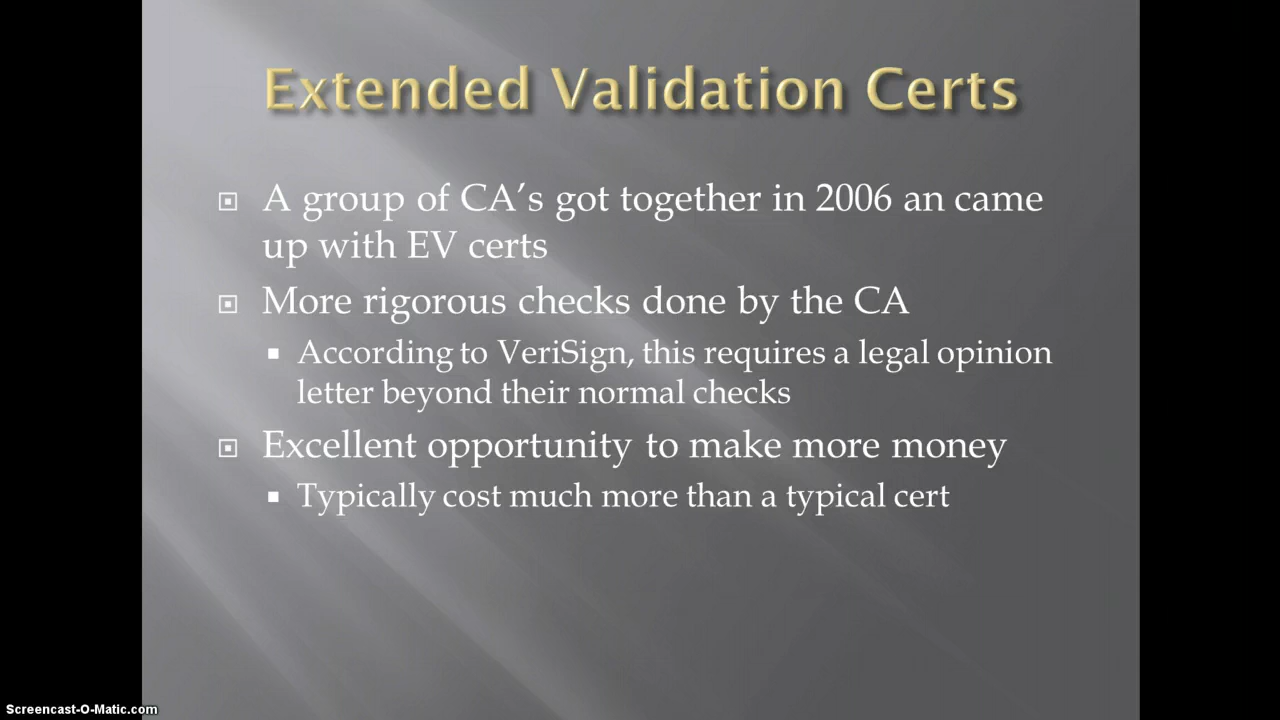 Extended Validation Certs
A group of CA’s got together in 2006 an came
up with EV certs
More rigorous checks done by the CA
According to VeriSign, this requires a legal opinion
letter beyond their normal checks
Excellent opportunity to make more money
Typically cost much more than a typical cert
Screencast-O-Matic.com